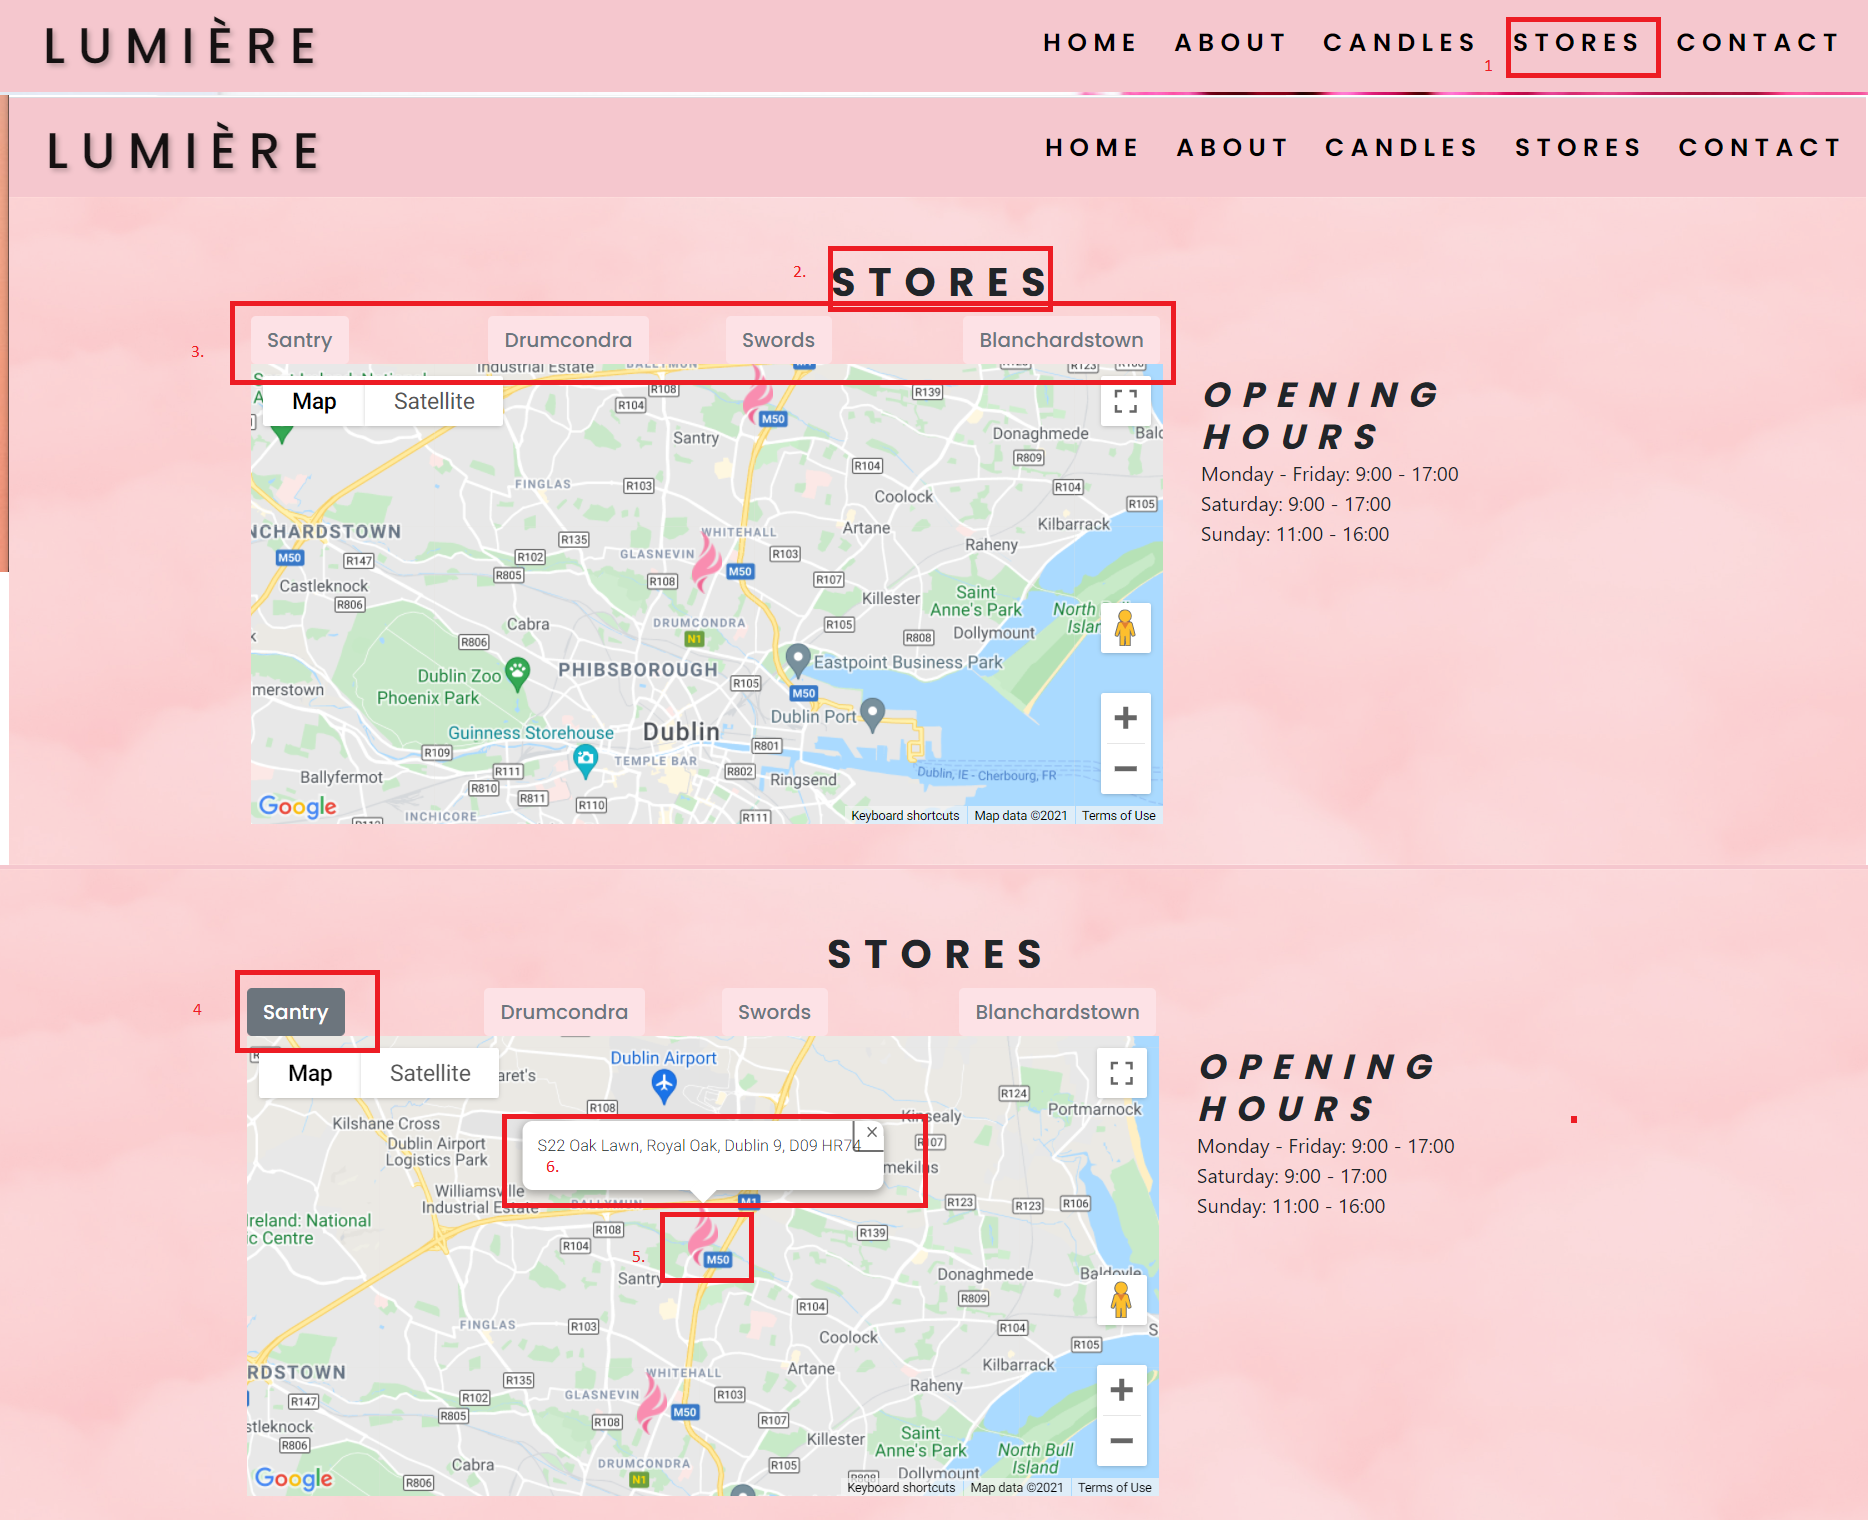 LUMIÈRE
HOME ABOUT CANDLES STORES CONTACT
1
LUMIÈRE
HOME ABOUT CANDLES STORES CONTACT
2.
STORES
3.
Santry Drumcondra Swords Blanchardstown
Industrial Estate
BALLYMUN
R123
Map Satellite
R108
R104
R139
M50
Santry
Donaghmede
R809
R104
FINGLAS
R103
Coolock
R104
R105
NCHARDSTOWN
WHITEHALL
Artane
Kilbarrack
M50
R147
R135
R102
GLASNEVIN
R103
Raheny
Castleknock
R805
R108
M50
R107
R806
Killester
Saint
Anne's Park
North
Cabra
DRUMCONDRA
R105
R806
N1
R808
Dollymount
Dublin Zoo
Phoenix Park
PHIBSBOROUGH
Eastpoint Business Park
merstown
R105
M50
Dublin Port
Guinness Storehouse
Dublin
R801
R109
R111
TEMPLE BAR
R802
Ringsend
Dublin, IE - Cherbourg, FR
Ballyfermot
R810
R811
R110
R111
Google
INCHICORE
Keyboard shortcuts Map data ©2021 Terms of Use
OPENING
HOURS
Monday - Friday: 9:00 - 17:00
Saturday: 9:00 - 17:00
Sunday: 11:00 - 16:00
STORES
4
Santry Drumcondra Swords Blanchardstown
Map Satellite
aret's
Dublin Airport
R108
R124
Portmarnock
Kinsealy
Kilshane Cross
Dublin Airport
Logistics Park
S22 Oak Lawn, Royal Oak, Dublin 9, D09 HR74
6.
R107
Williamsville
Industrial Estate
BALLYMUN
M1
R123
R123
R106
Ireland: National
ic Centre
R108
R104
R139
5.
M50
Santry
Donaghmede
Baldoyle
R809
R104
FINGLAS
R103
Coolock
R104
R105
RDSTOWN
WHITEHALL
Artane
Kilbarrack
R147
R135
R102
GLASNEVIN
R103
Raheny
stleknock
R805
R108
M50
R107
R806
Killester
Saint
Anne's Park
North Bull
Island
Cabra
DRUMCONDRA
R105
R806
N1
Dollymount
Google
Keyboard shortcuts Map data ©2021 Terms of Use
OPENING
HOURS
Monday - Friday: 9:00 - 17:00
Saturday: 9:00 - 17:00
Sunday: 11:00 - 16:00